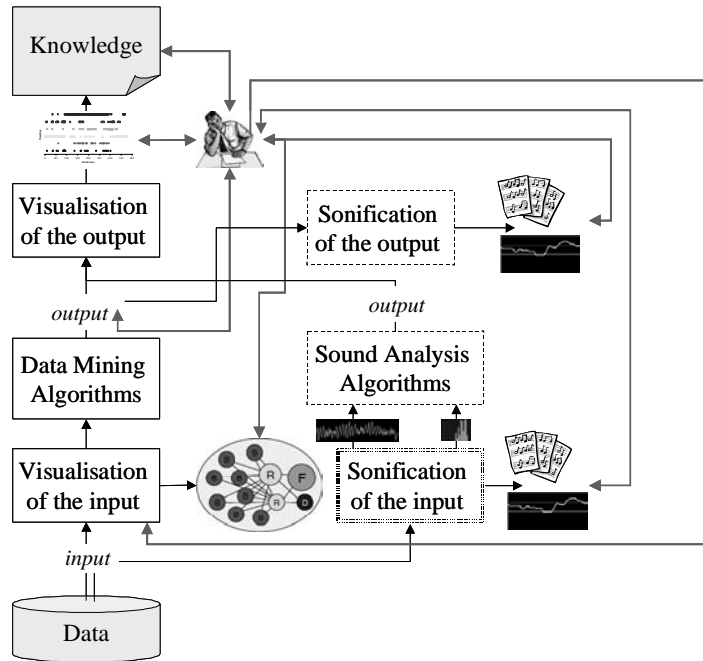 Knowledge
Visualisation
of the output
Sonification
of the output
output
output
Data Mining
Algorithms
Sound Analysis
Algorithms
Visualisation
of the input
B
B
B
B
B
B
B
B
R
R
F
D
Sonification
of the input
input
Data